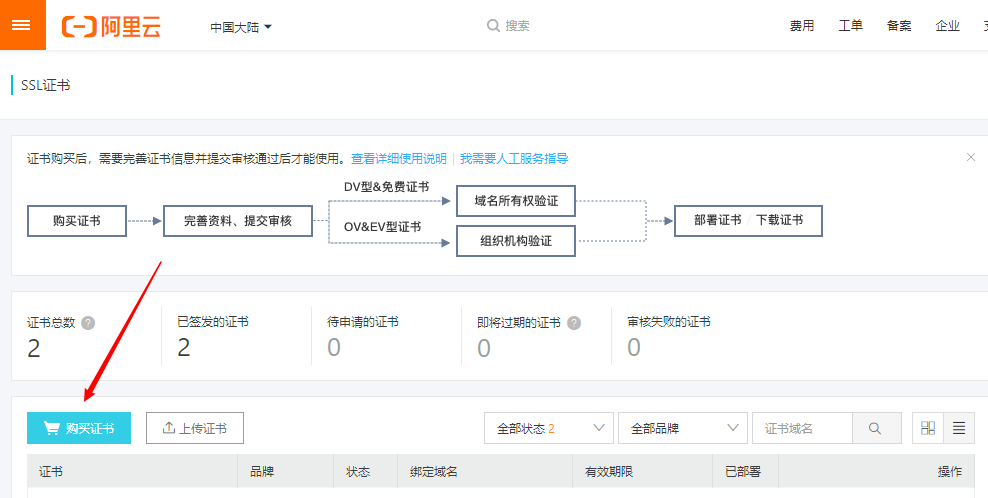 阿里云 中国大陆 搜索 费用 工单 备案 企业
SSL证书
证书购买后，需要完善证书信息并提交审核通过后才能使用。查看详细使用说明 | 我需要人工服务指导
购买证书
完善资料、提交审核
DV型&免费证书
OV&EV型证书
域名所有权验证
组织机构验证
部署证书 / 下载证书
证书总数 ? 已签发的证书 待申请的证书 即将过期的证书 ? 审核失败的证书
2 2 0 0 0
购买证书 上传证书 全部状态 2 全部品牌 证书域名
证书 品牌 状态 绑定域名 有效期限 已部署 操作